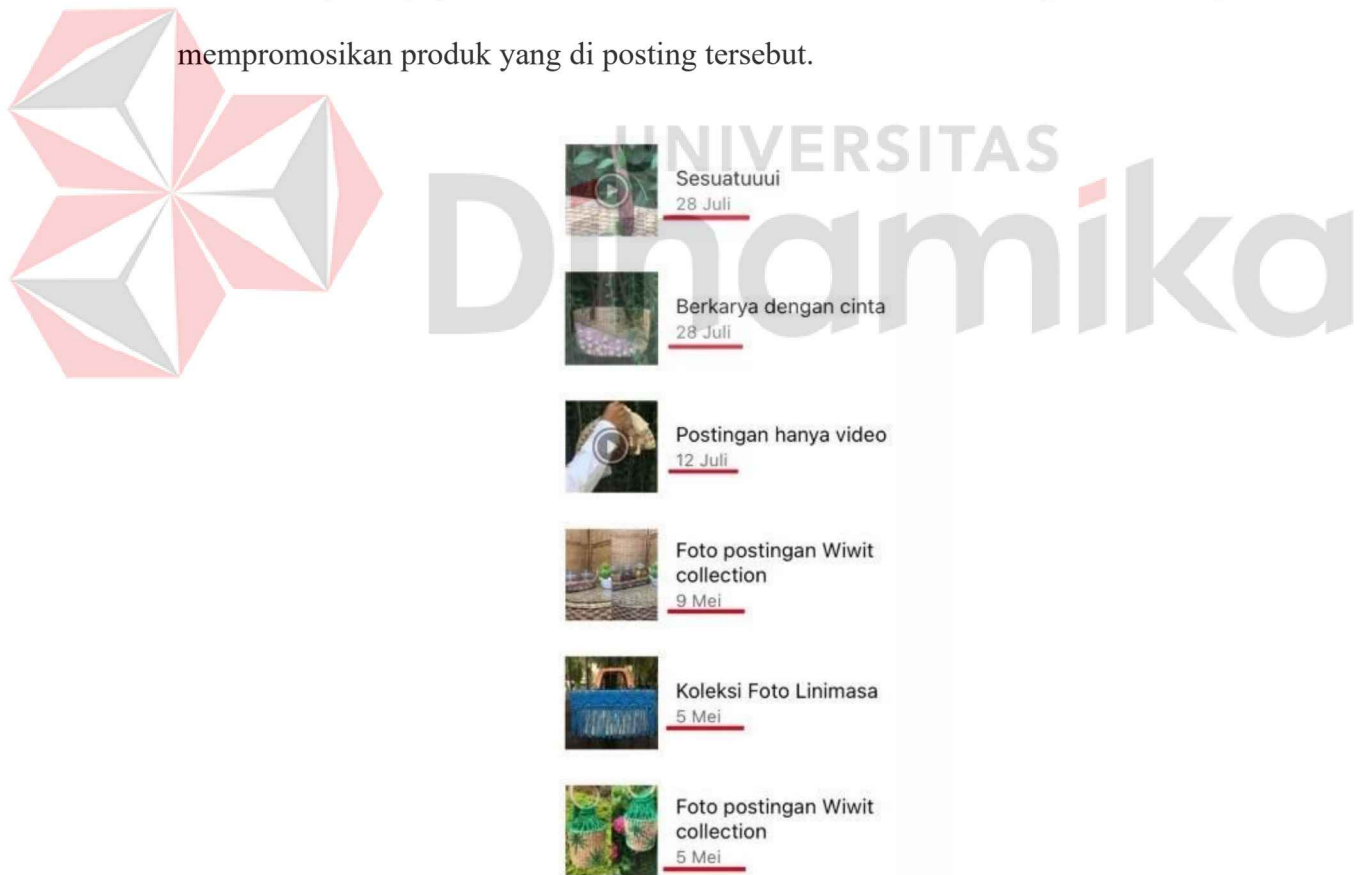 mempromosikan produk yang di posting tersebut.
UNIVERSITAS
Dinamika
Sesuatuuui
28 Juli
Berkarya dengan cinta
28 Juli
Postingan hanya video
12 Juli
Foto postingan Wiwit
collection
9 Mei
Koleksi Foto Linimasa
5 Mei
Foto postingan Wiwit
collection
5 Mei